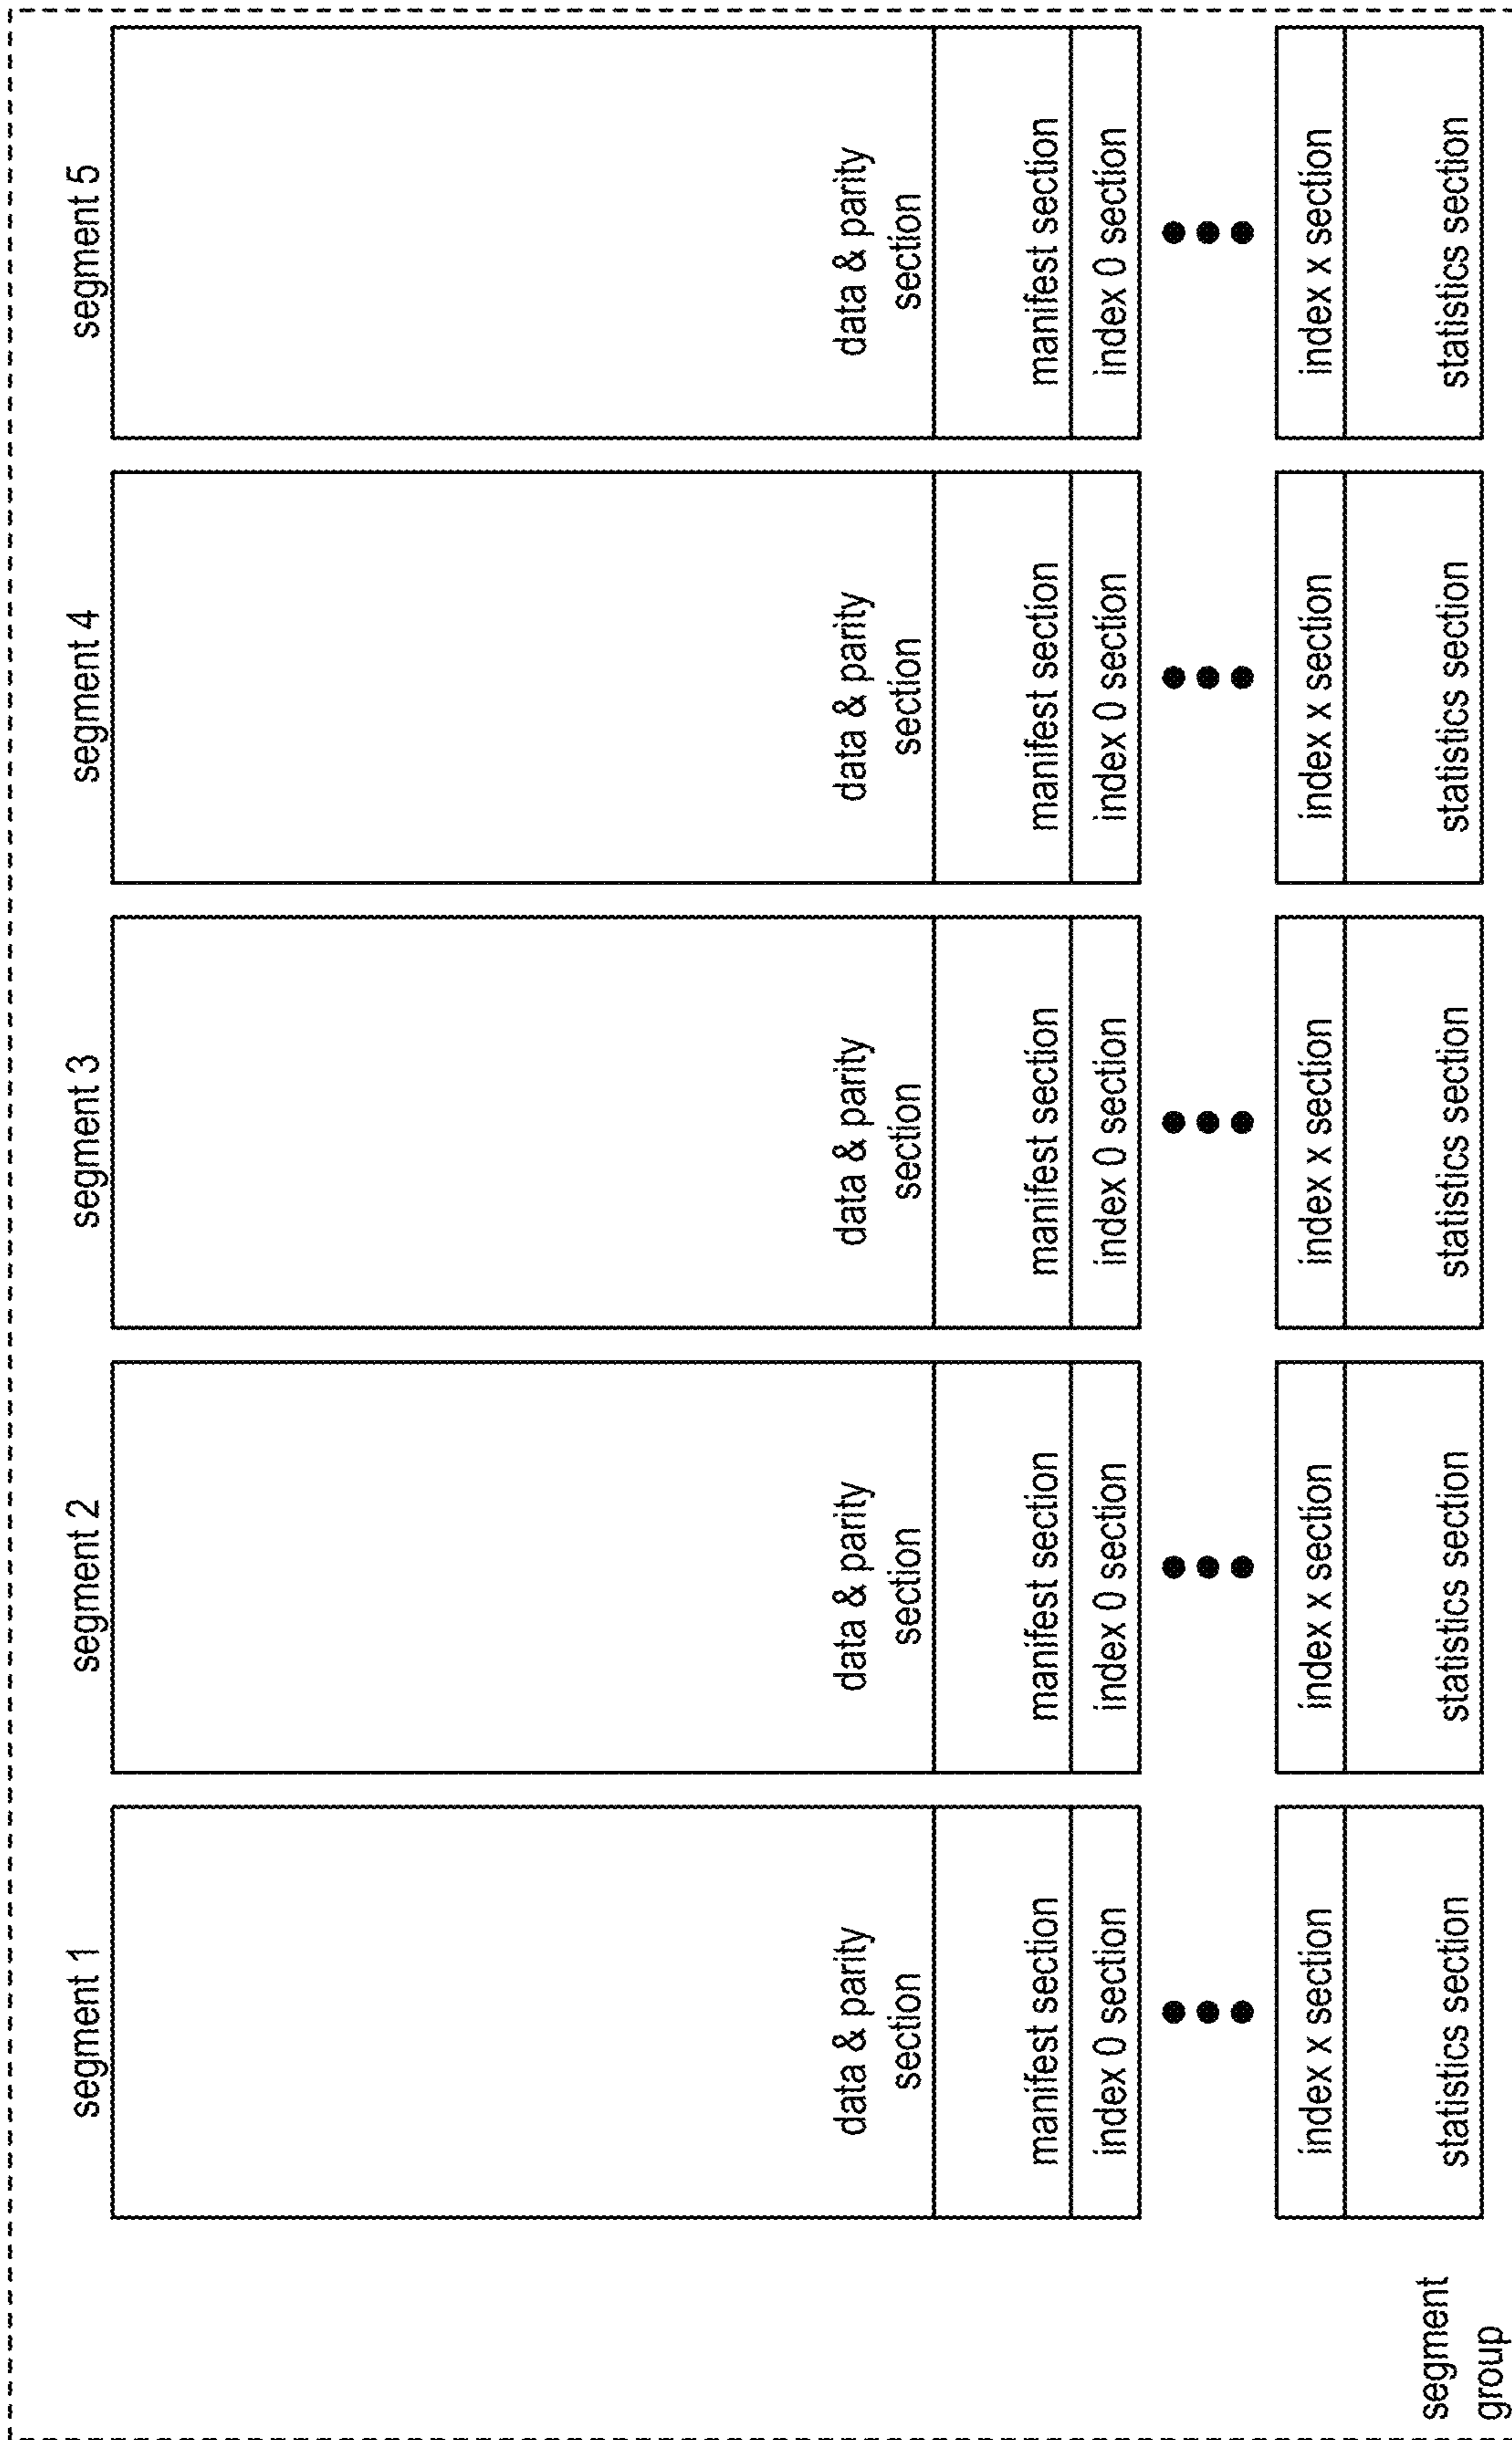 segment 1
data & parity
section
manifest section
index 0 section
index x section
statistics section
segment 2
data & parity
section
manifest section
index 0 section
index x section
statistics section
segment 3
data & parity
section
manifest section
index 0 section
index x section
statistics section
segment 4
data & parity
section
manifest section
index 0 section
index x section
statistics section
segment 5
data & parity
section
manifest section
index 0 section
index x section
statistics section
segment
group